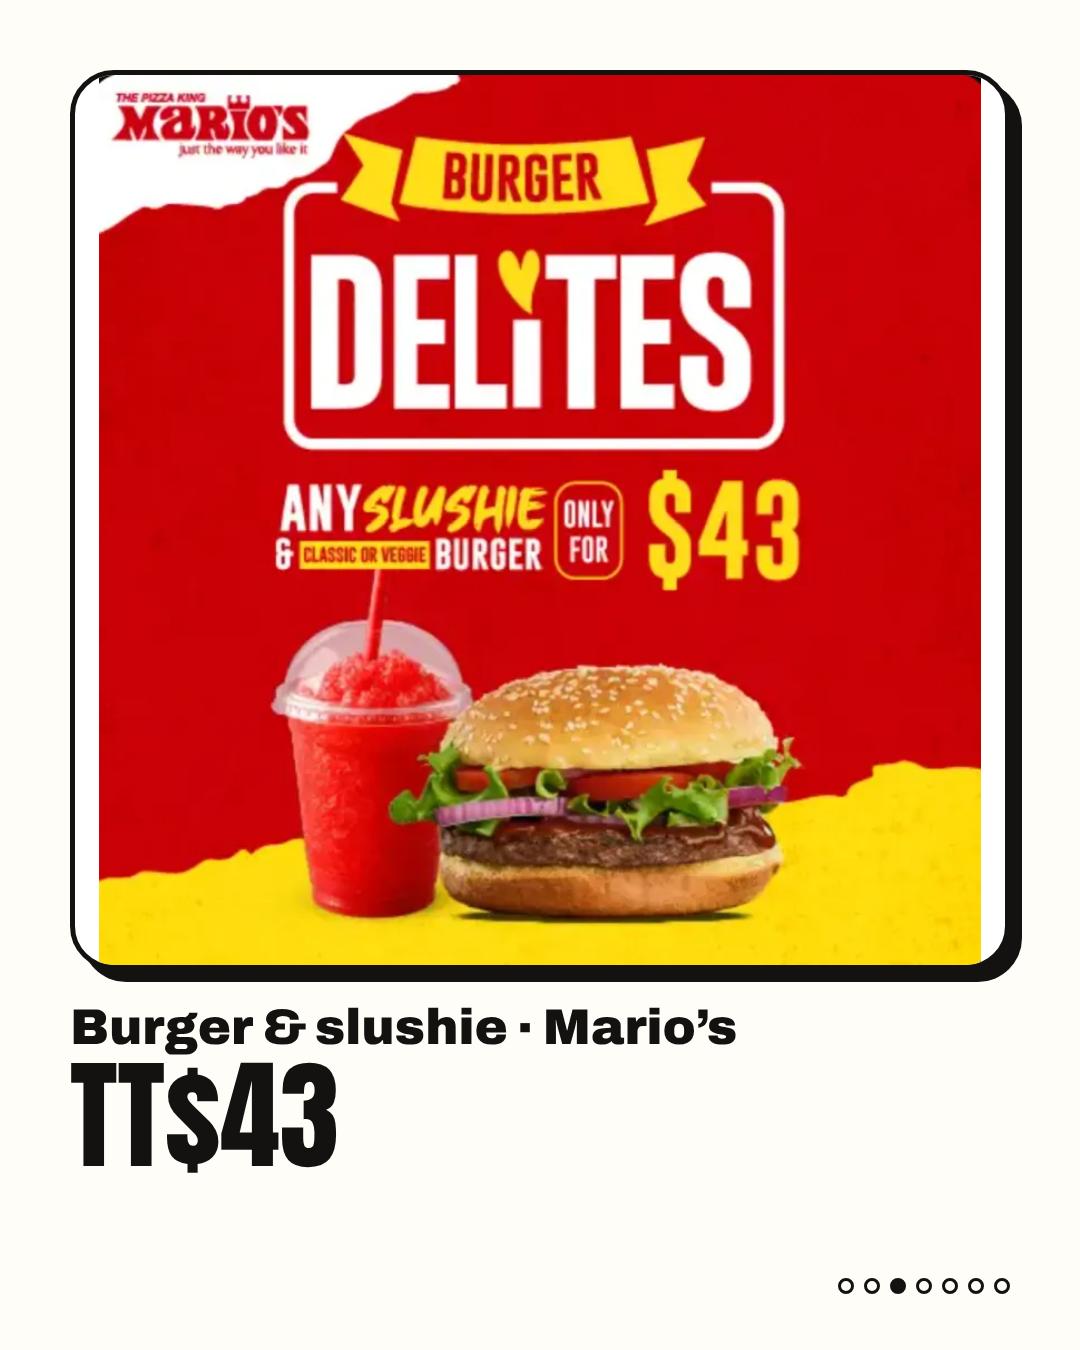 THE PIZZA KING
MARIO'S
just the way you like it
BURGER
DELiTES
ANY SLUSHIE
& CLASSIC OR VEGGIE BURGER
ONLY
FOR
$43
Burger & slushie · Mario’s
TT$43